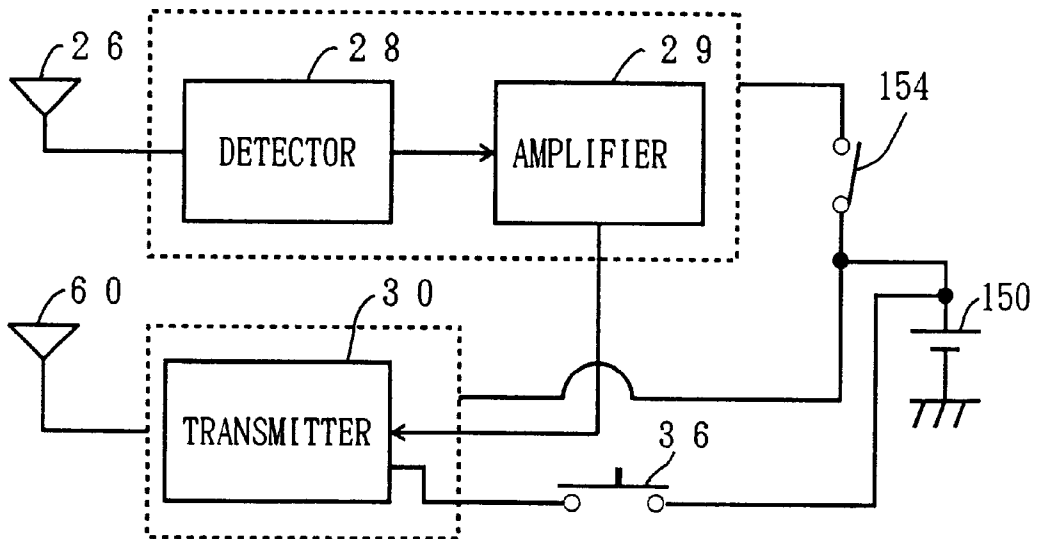 26
28
29
154
DETECTOR
AMPLIFIER
60
30
150
TRANSMITTER
36